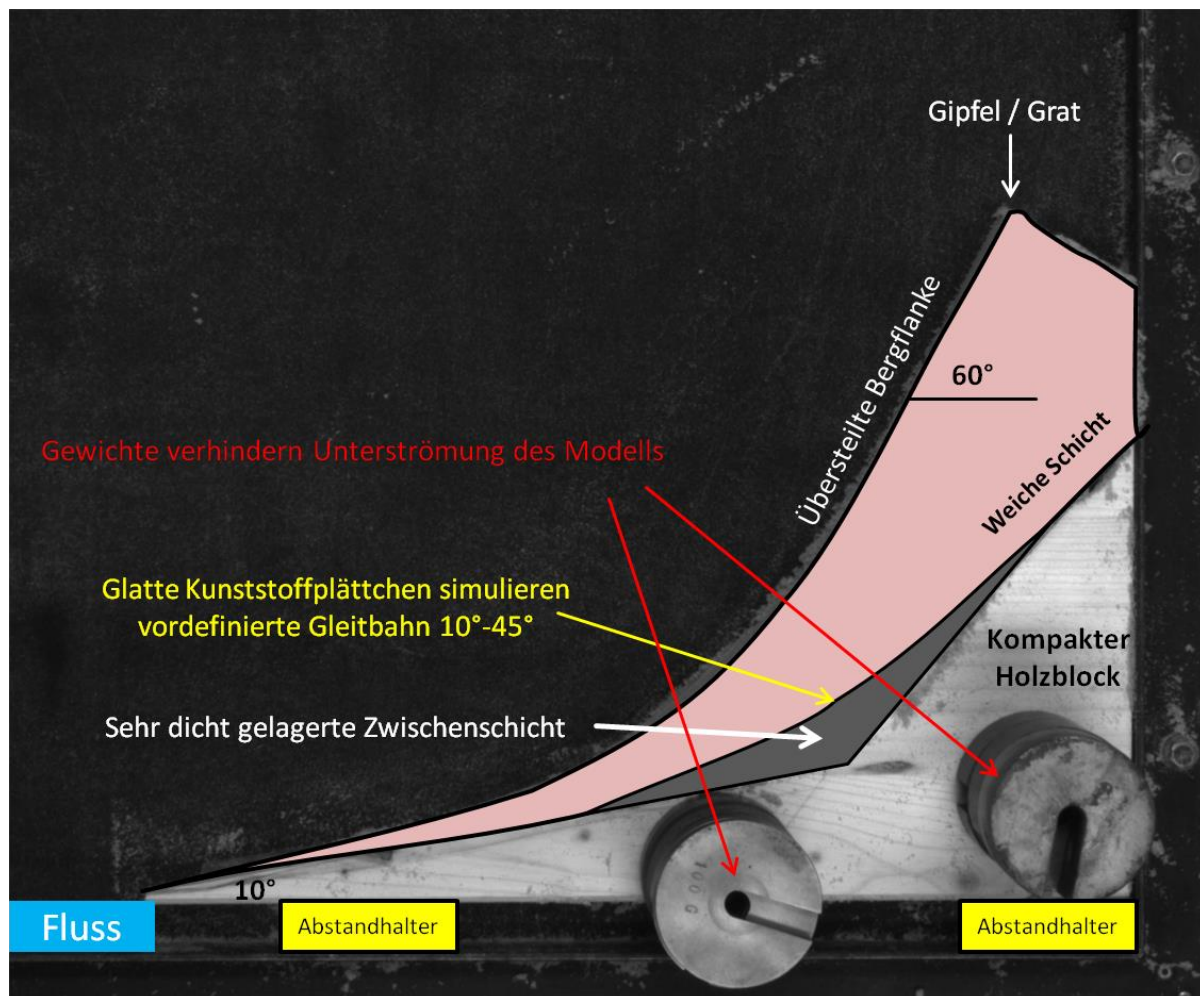 Gipfel / Grat
Übersteilte Bergflanke
60°
Gewichte verhindern Unterströmung des Modells
Weiche Schicht
Glatte Kunststoffplättchen simulieren
vordefinierte Gleitbahn 10°-45°
Kompakter
Holzblock
Sehr dicht gelagerte Zwischenschicht
100 G
10°
Fluss
Abstandhalter
Abstandhalter